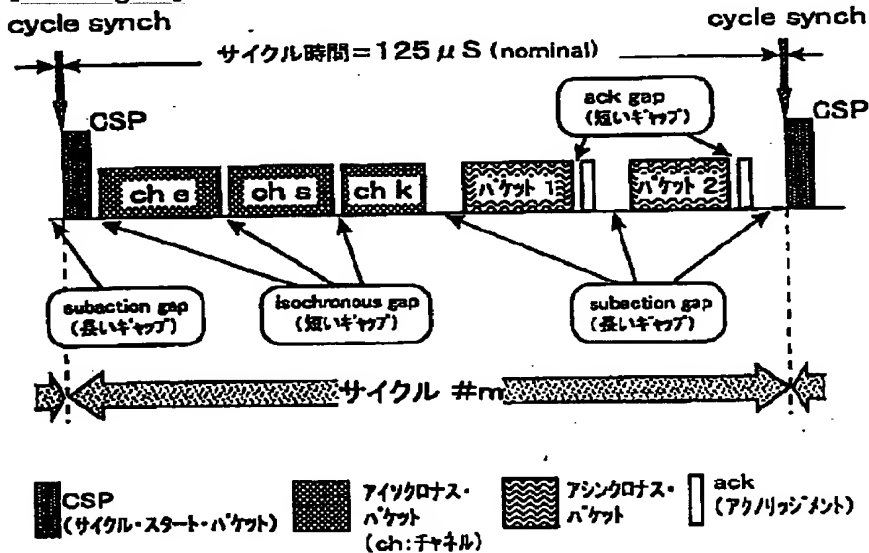 cycle synch
cycle synch
サイクル時間=125 μS (nominal)
CSP
ack gap
(短いギャップ)
CSP
ch e
ch s
ch k
パケット 1
パケット 2
subaction gap
(長いギャップ)
isochronous gap
(短いギャップ)
subaction gap
(長いギャップ)
サイクル #m
CSP
(サイクル・スタート・パケット)
アイソクロナス・
パケット
(ch:チャネル)
アシンクロナス・
パケット
ack
(アクノリッジメント)